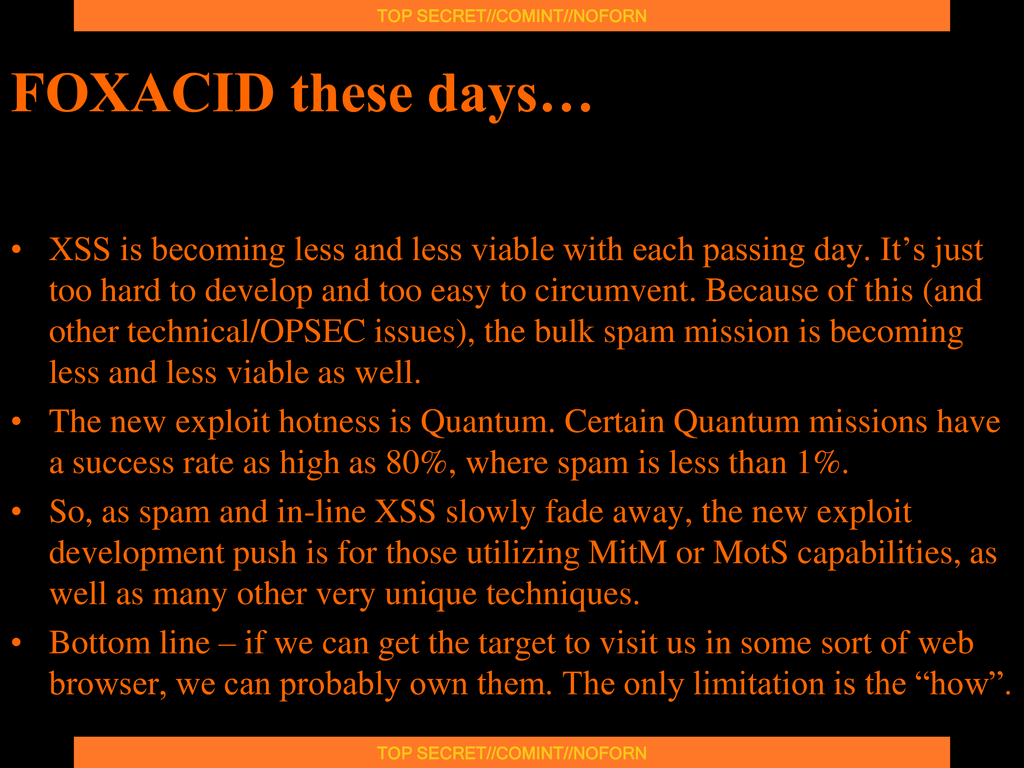 TOP SECRET//COMINT//NOFORN
FOXACID these days…
• XSS is becoming less and less viable with each passing day. It’s just
too hard to develop and too easy to circumvent. Because of this (and
other technical/OPSEC issues), the bulk spam mission is becoming
less and less viable as well.
• The new exploit hotness is Quantum. Certain Quantum missions have
a success rate as high as 80%, where spam is less than 1%.
• So, as spam and in-line XSS slowly fade away, the new exploit
development push is for those utilizing MitM or MotS capabilities, as
well as many other very unique techniques.
• Bottom line – if we can get the target to visit us in some sort of web
browser, we can probably own them. The only limitation is the “how”.
TOP SECRET//COMINT//NOFORN